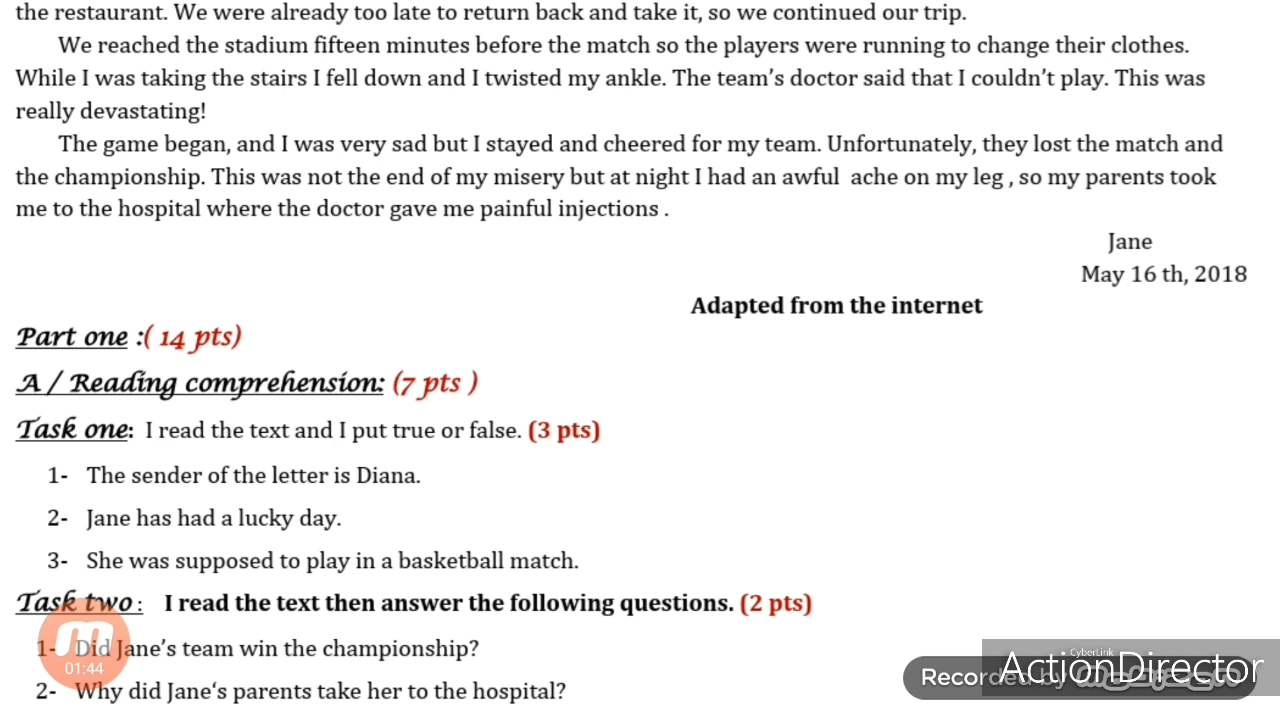 the restaurant. We were already too late to return back and take it, so we continued our trip.
We reached the stadium fifteen minutes before the match so the players were running to change their clothes.
While I was taking the stairs I fell down and I twisted my ankle. The team's doctor said that I couldn't play. This was
really devastating!
The game began, and I was very sad but I stayed and cheered for my team. Unfortunately, they lost the match and
the championship. This was not the end of my misery but at night I had an awful ache on my leg , so my parents took
me to the hospital where the doctor gave me painful injections .
Jane
May 16 th, 2018
Adapted from the internet
Part one :( 14 pts)
A / Reading comprehension: (7 pts )
Task one: I read the text and I put true or false. (3 pts)
1- The sender of the letter is Diana.
2- Jane has had a lucky day.
3- She was supposed to play in a basketball match.
Task two : I read the text then answer the following questions. (2 pts)
1- Did Jane's team win the championship?
01:44
2- Why did Jane's parents take her to the hospital?
CyberLink
ActionDirector
Recorded by